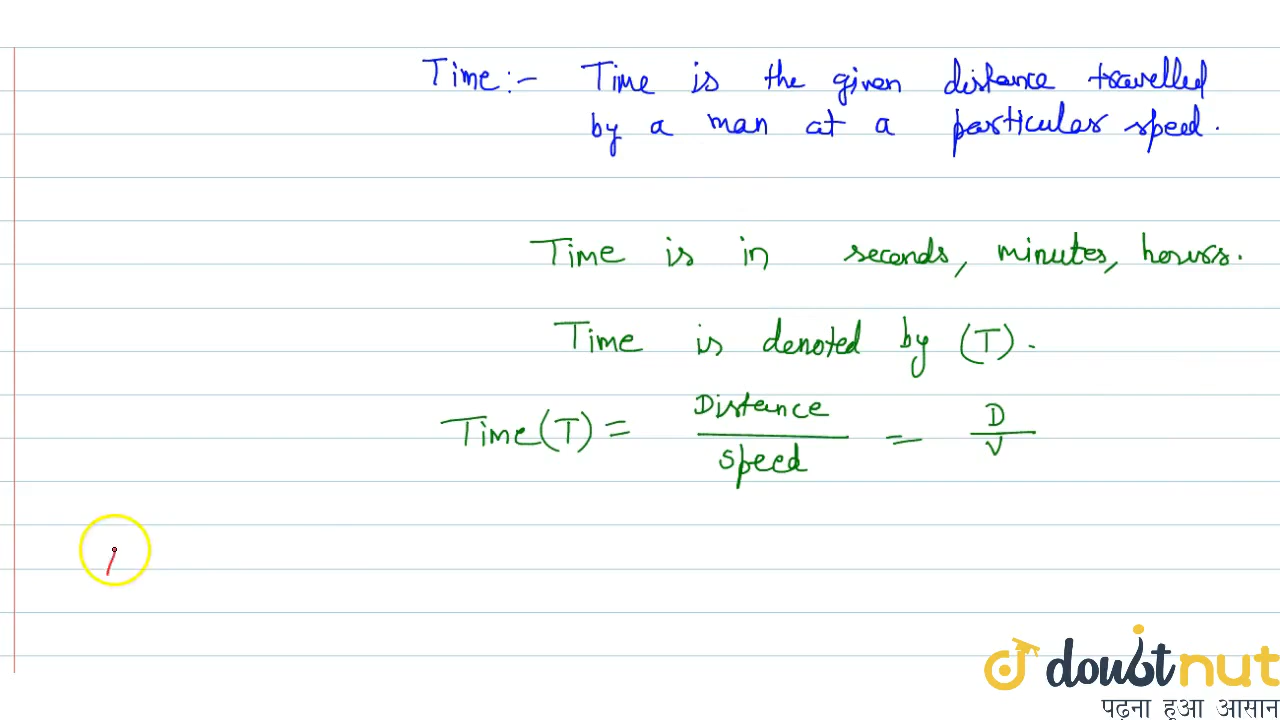 Time:- Time is the given distance travelled
by a man at a particular speed.
Time is in seconds, minutes, hours.
Time is denoted by (T).
Time (T) = Distance / speed = D / V
doubtnut
पढ़ना हुआ आसान